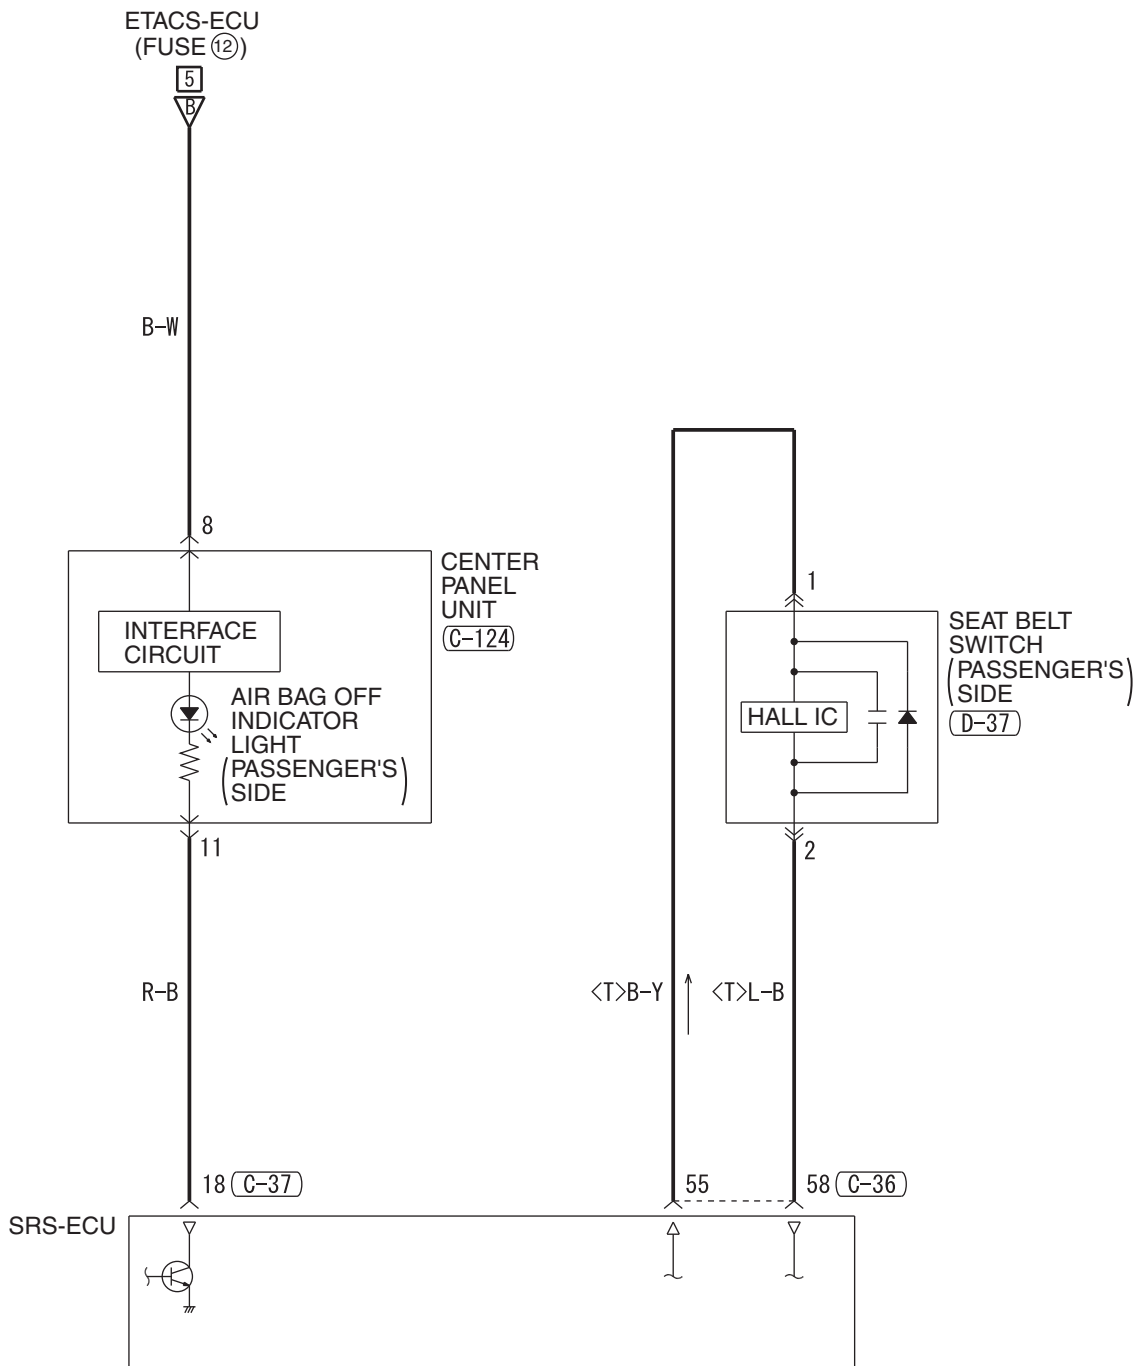 ETACS-ECU
(FUSE ⑫)
5
B
B-W
8
CENTER
PANEL
UNIT
C-124
INTERFACE
CIRCUIT
AIR BAG OFF
INDICATOR
LIGHT
(PASSENGER'S
SIDE)
11
R-B
18 C-37
1
SEAT BELT
SWITCH
(PASSENGER'S
SIDE)
D-37
HALL IC
2
<T>B-Y
<T>L-B
55
58 C-36
SRS-ECU